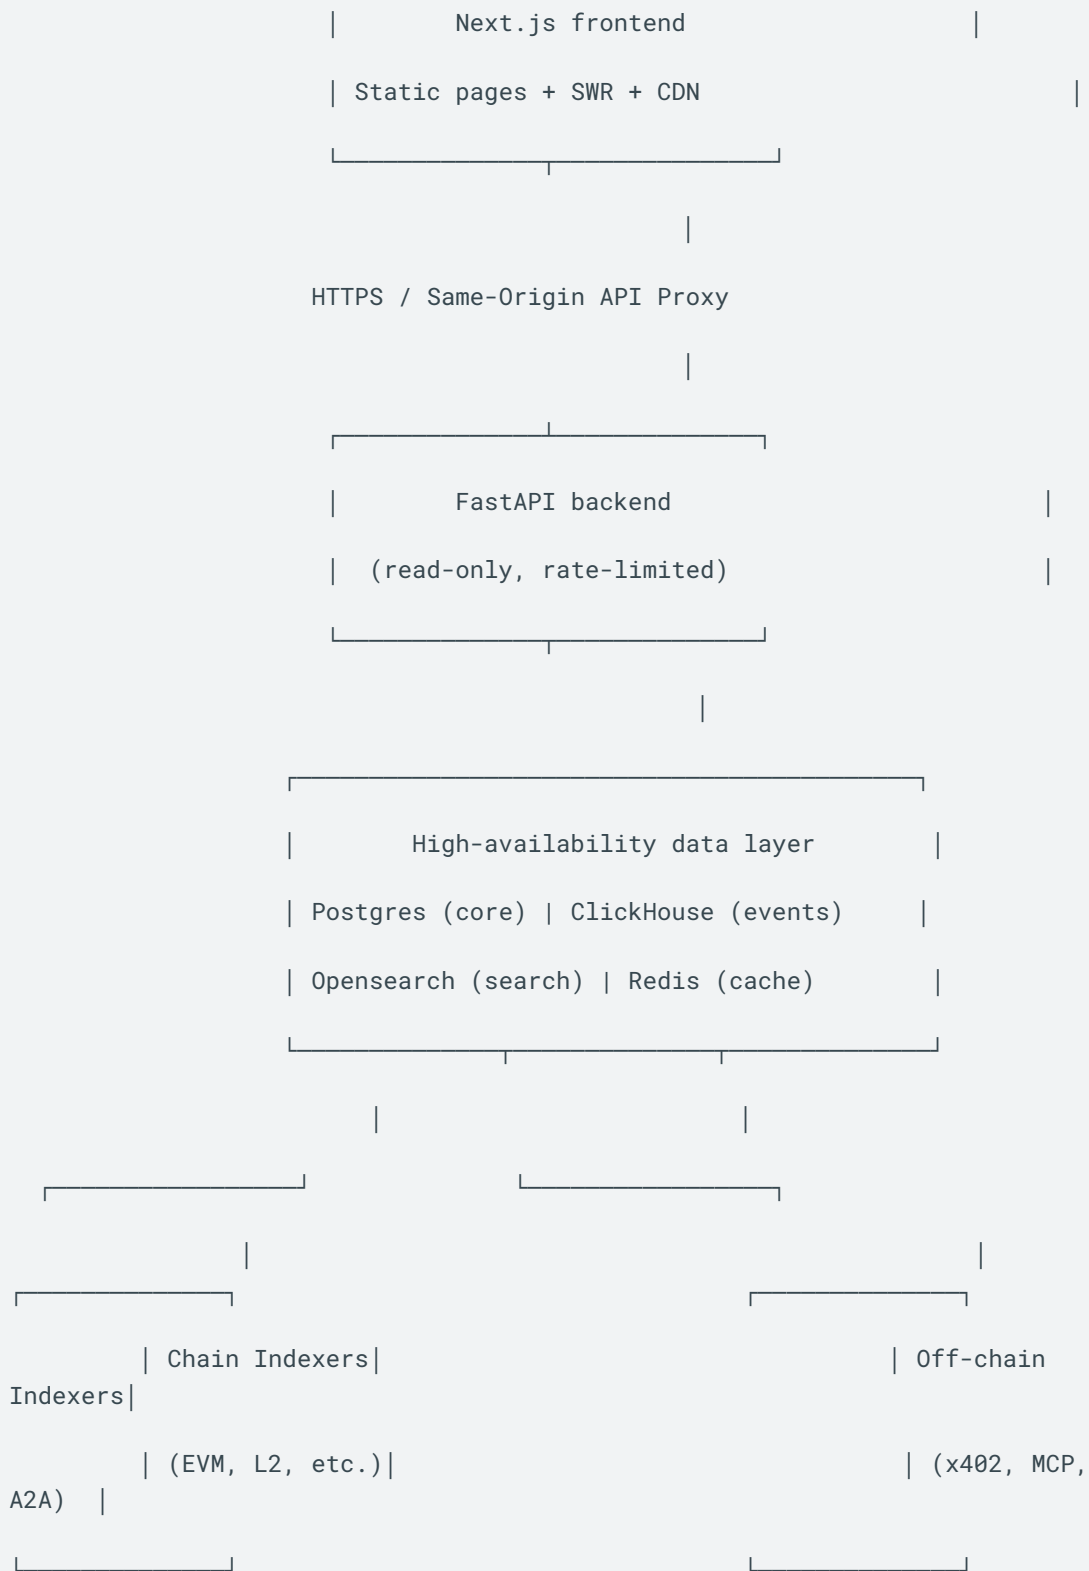 Next.js frontend
Static pages + SWR + CDN
HTTPS / Same-Origin API Proxy
FastAPI backend
(read-only, rate-limited)
High-availability data layer
Postgres (core) | ClickHouse (events)
Opensearch (search) | Redis (cache)
Chain Indexers| | Off-chain
Indexers|
(EVM, L2, etc.)| | (x402, MCP,
A2A) |